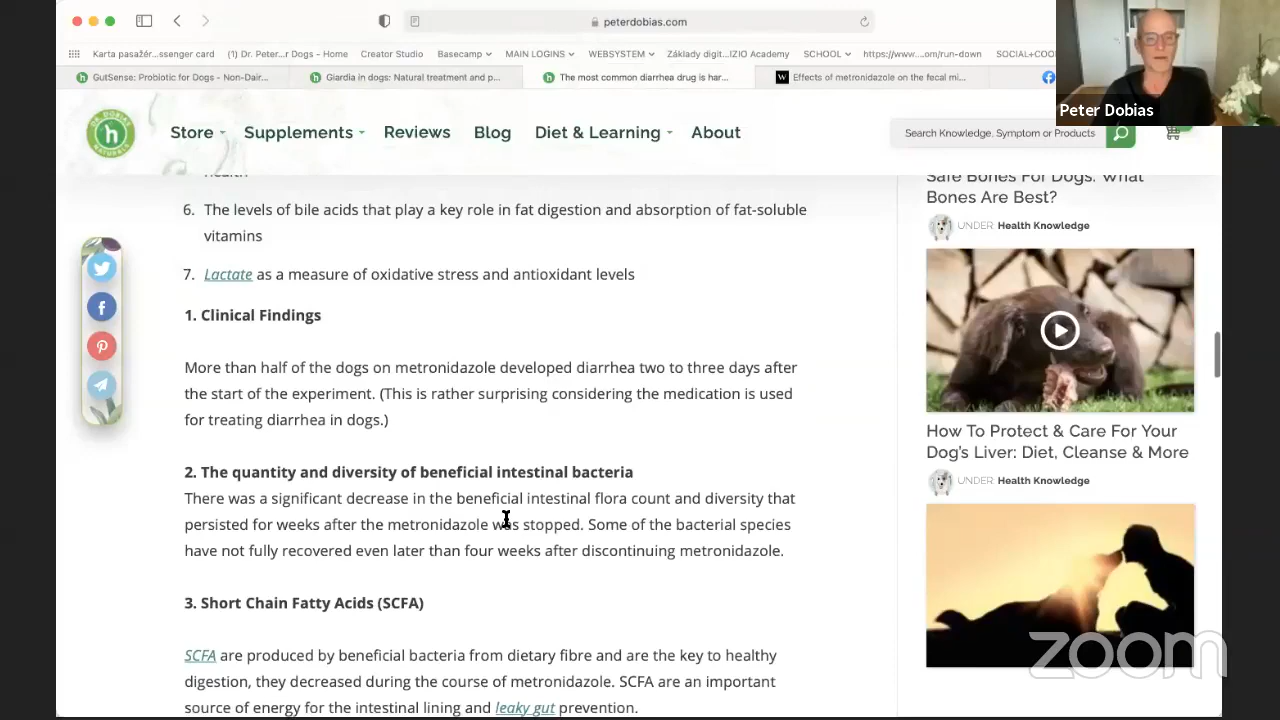 peterdobias.com
Karta pasažér...ssenger card
(1) Dr. Peter...r Dogs - Home
Creator Studio
Basecamp
MAIN LOGINS
WEBSYSTEM
Základy digit...IZIO Academy
SCHOOL
https://www....om/run-down
SOCIAL+COO
GutSense: Probiotic for Dogs - Non-Dair...
Giardia in dogs: Natural treatment and p...
The most common diarrhea drug is har...
W
Effects of metronidazole on the fecal mi...
Peter Dobias
DR. DOBIAS
NATURALS
h
Store
Supplements
Reviews
Blog
Diet & Learning
About
Search Knowledge, Symptom or Products
health
6. The levels of bile acids that play a key role in fat digestion and absorption of fat-soluble
vitamins
7. Lactate as a measure of oxidative stress and antioxidant levels
1. Clinical Findings
More than half of the dogs on metronidazole developed diarrhea two to three days after
the start of the experiment. (This is rather surprising considering the medication is used
for treating diarrhea in dogs.)
2. The quantity and diversity of beneficial intestinal bacteria
There was a significant decrease in the beneficial intestinal flora count and diversity that
persisted for weeks after the metronidazole was stopped. Some of the bacterial species
have not fully recovered even later than four weeks after discontinuing metronidazole.
3. Short Chain Fatty Acids (SCFA)
SCFA are produced by beneficial bacteria from dietary fibre and are the key to healthy
digestion, they decreased during the course of metronidazole. SCFA are an important
source of energy for the intestinal lining and leaky gut prevention.
Safe Bones For Dogs: What
Bones Are Best?
UNDER: Health Knowledge
How To Protect & Care For Your
Dog's Liver: Diet, Cleanse & More
UNDER: Health Knowledge
zoom